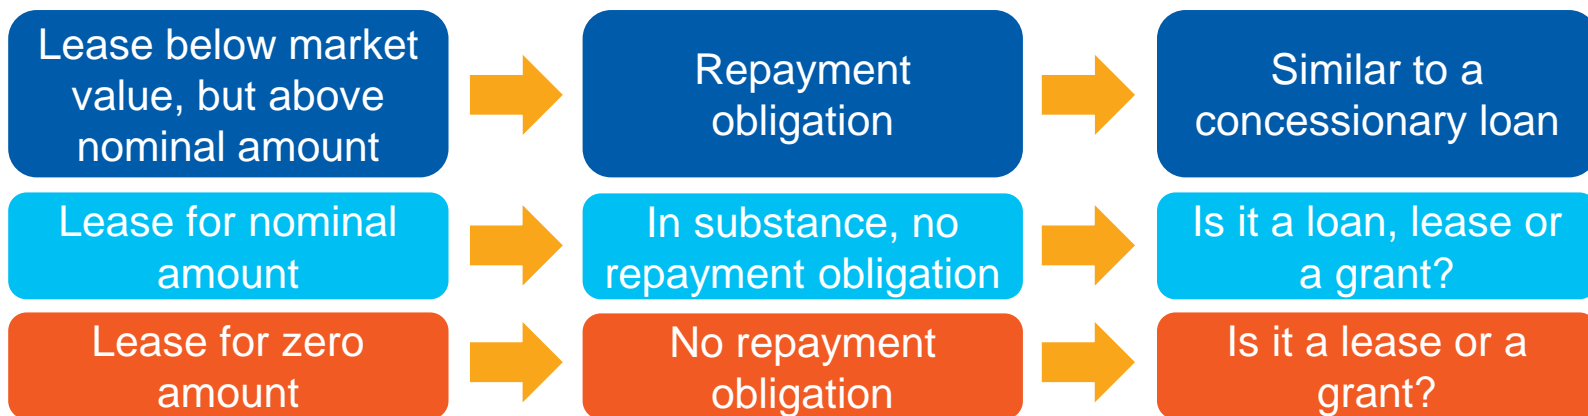 Lease below market
value, but above
nominal amount
Repayment
obligation
Similar to a
concessionary loan
Lease for nominal
amount
In substance, no
repayment obligation
Is it a loan, lease or
a grant?
Lease for zero
amount
No repayment
obligation
Is it a lease or a
grant?